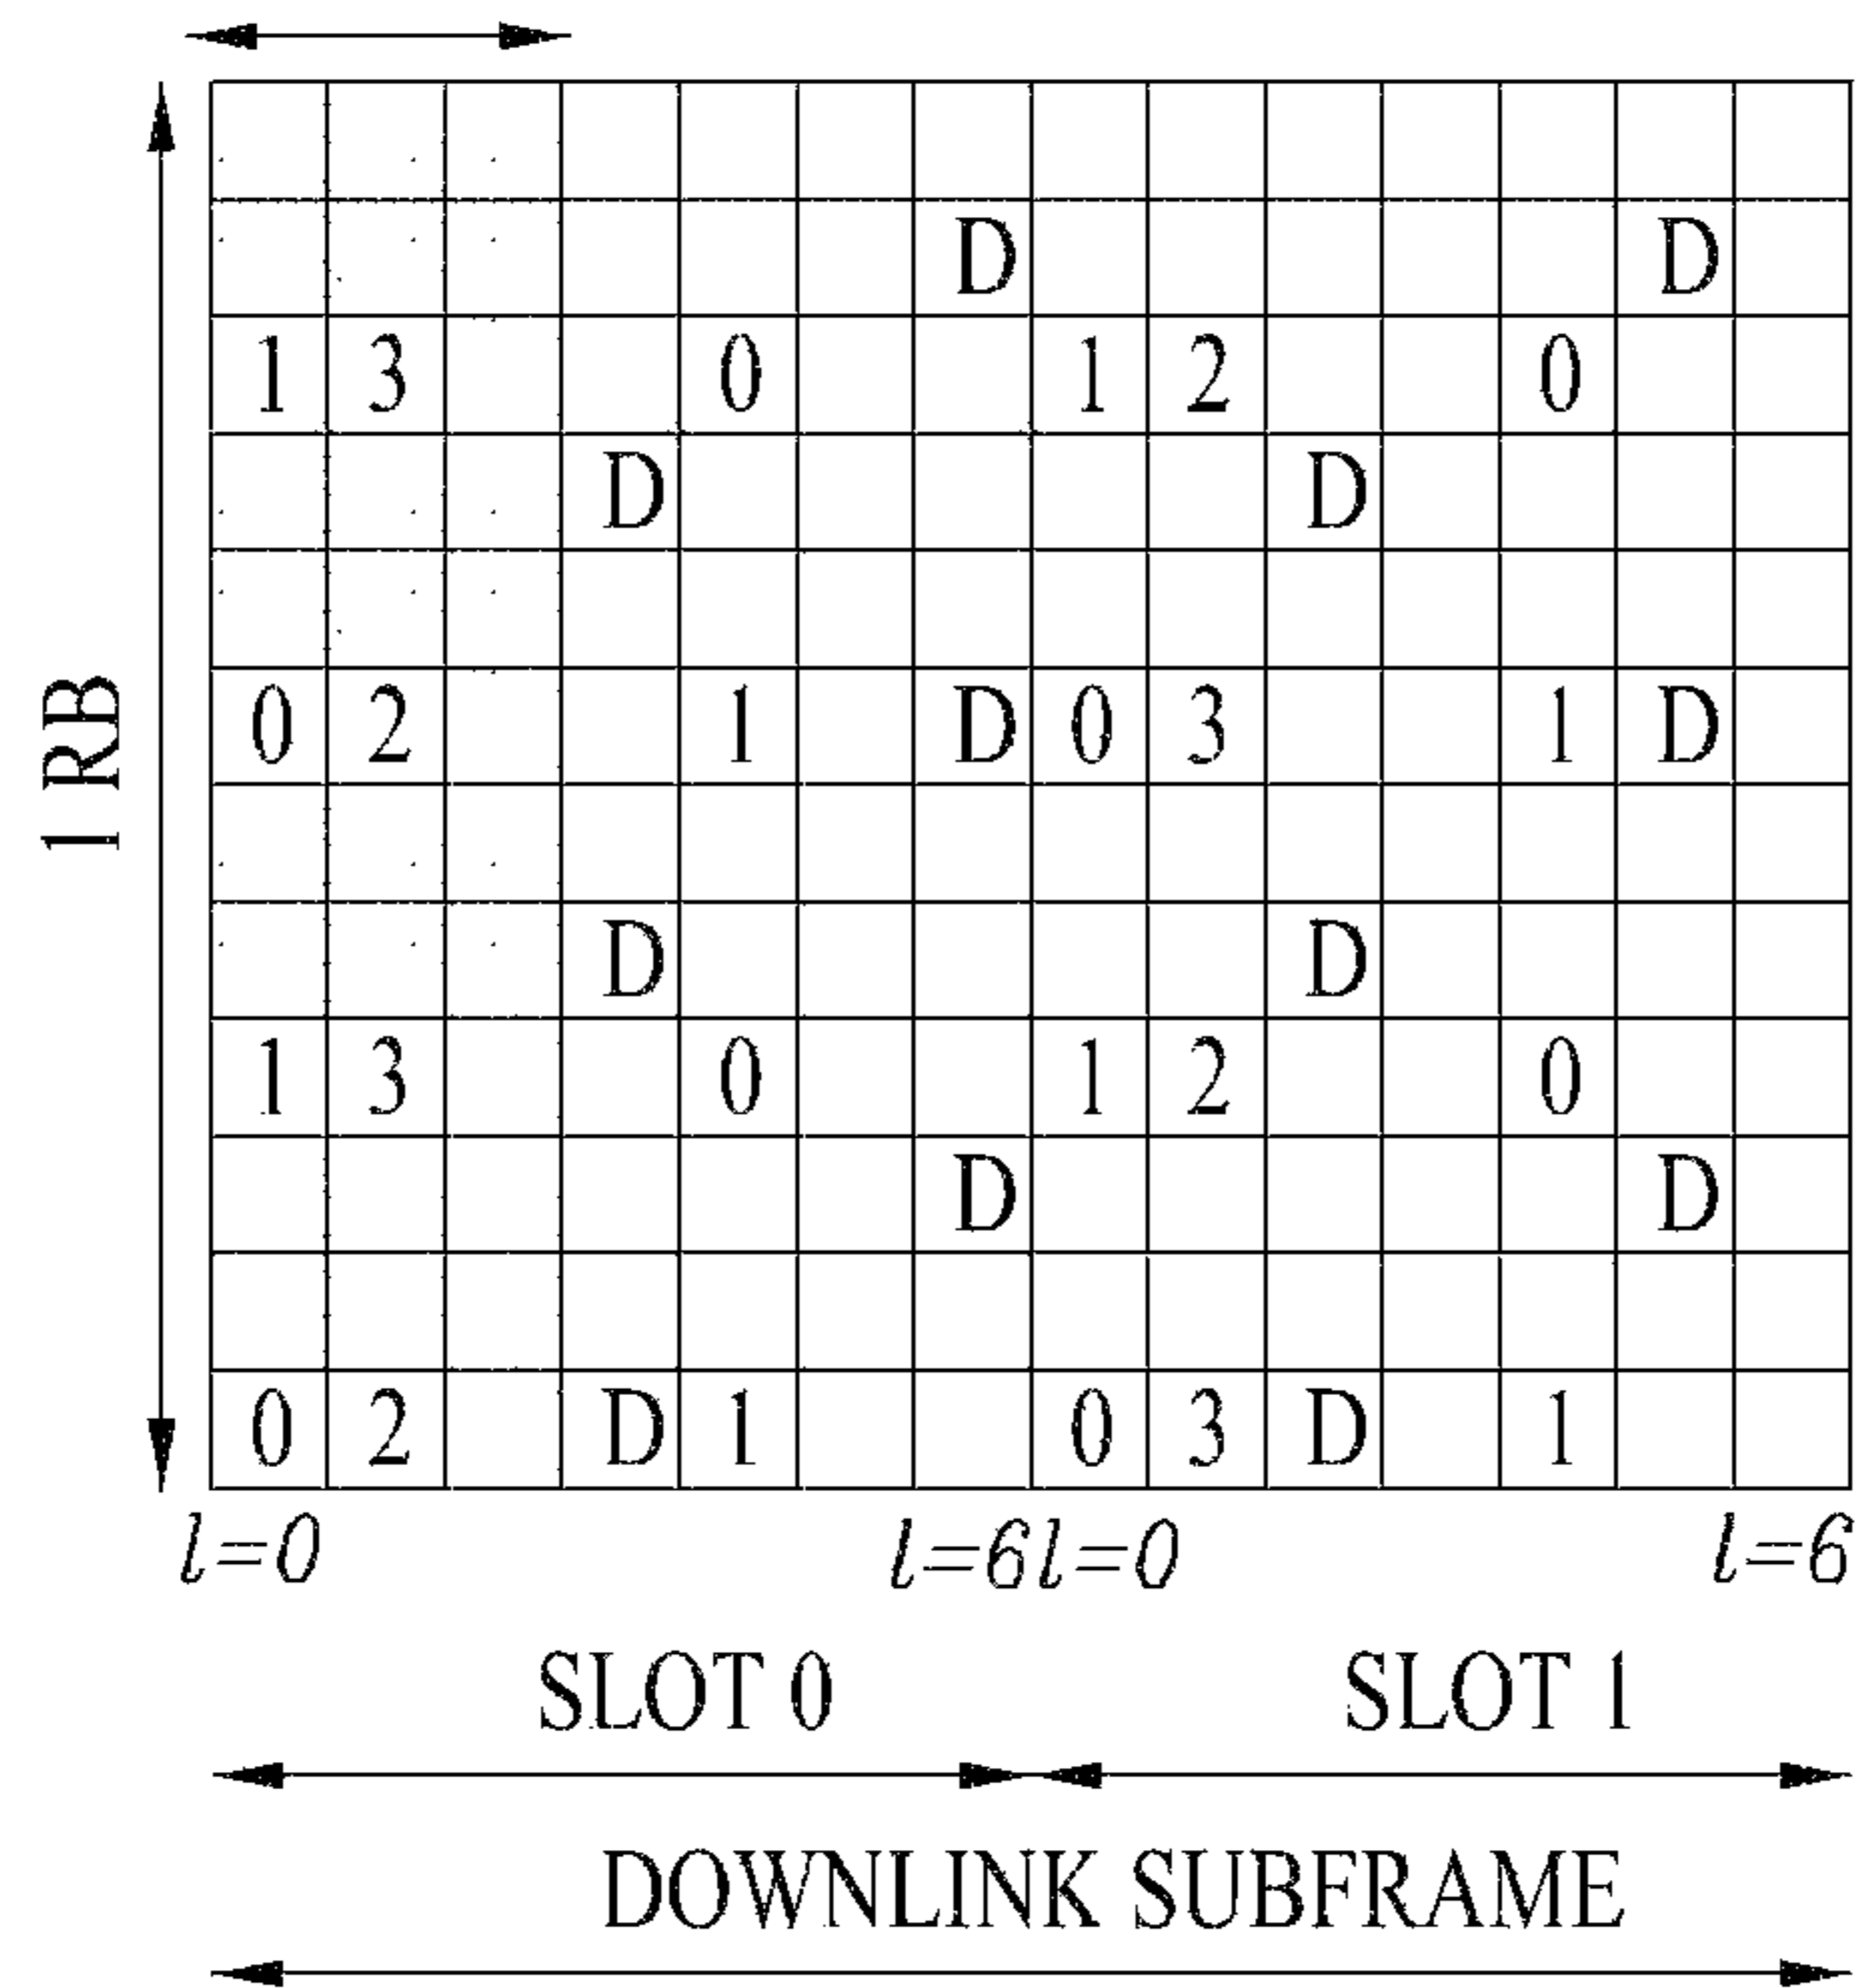 D D
1 3 0 1 2 0
D D
1 RB
0 2 1 D 0 3 1 D
D D
1 3 0 1 2 0
D D
0 2 D 1 0 3 D 1
l=0 l=6 l=0 l=6
SLOT 0 SLOT 1
DOWNLINK SUBFRAME